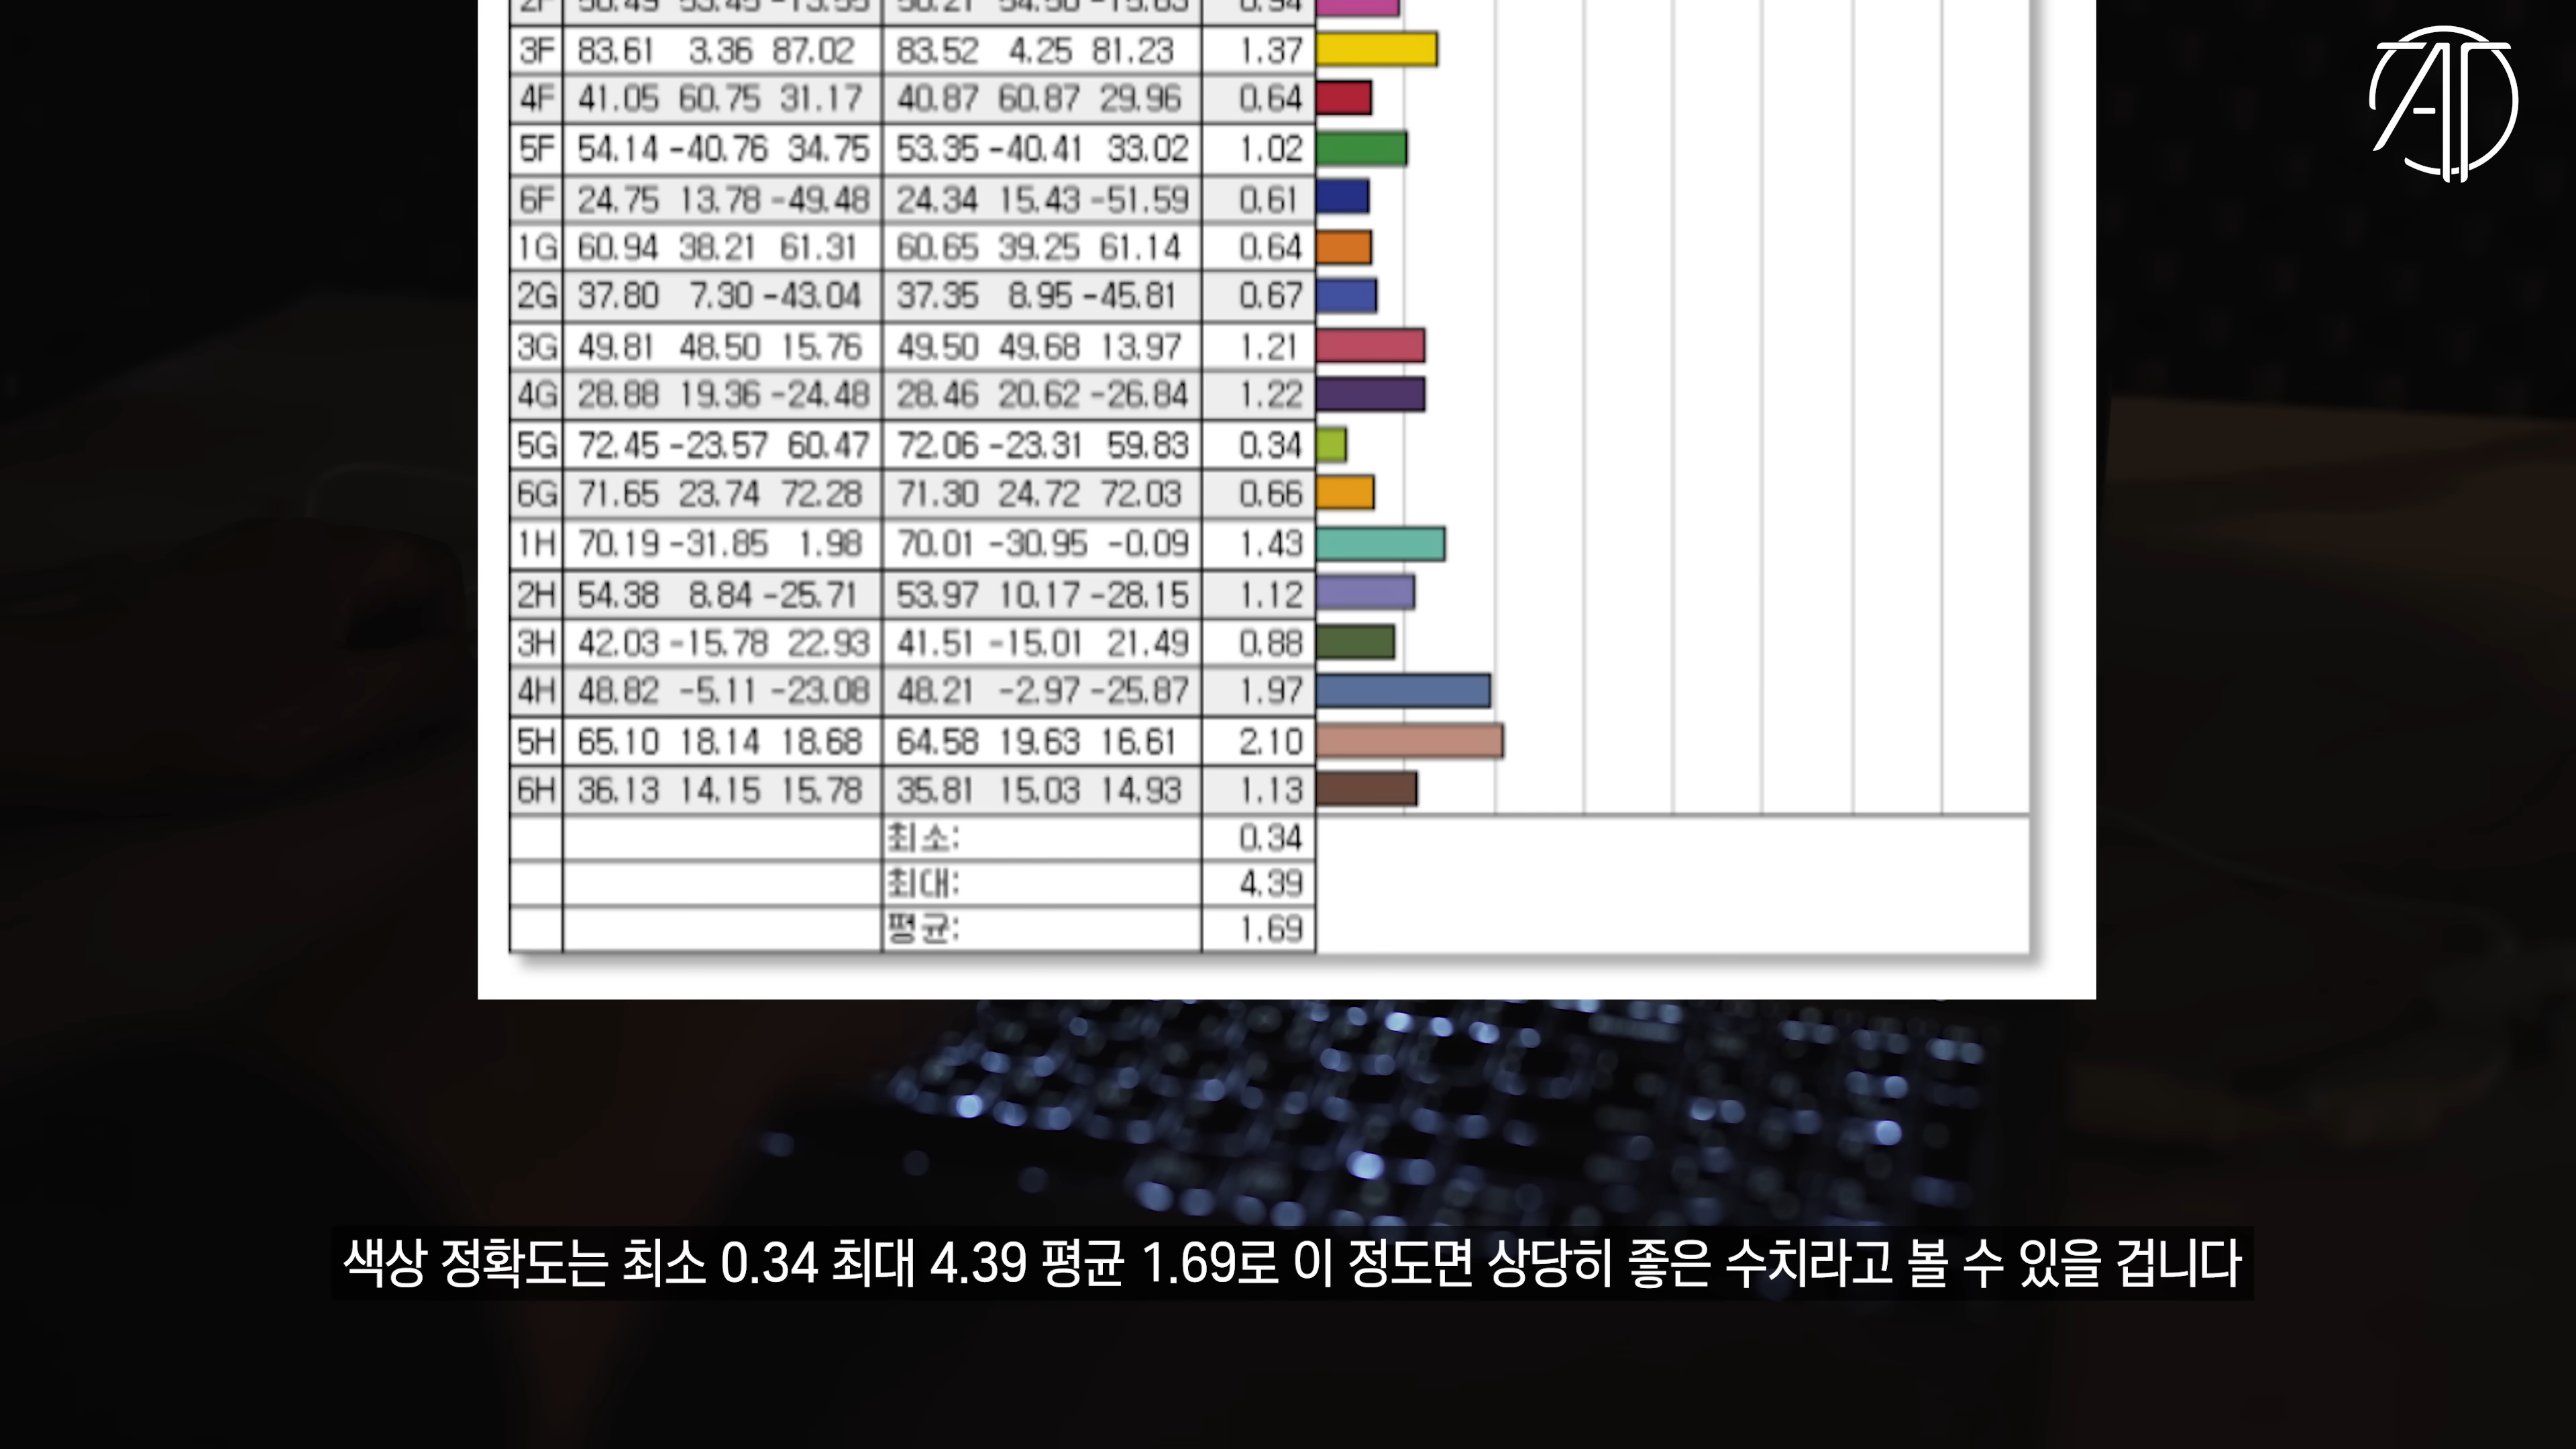 3F 83.61 3.36 87.02 83.52 4.25 81.23 1.37
4F 41.05 60.75 31.17 40.87 60.87 29.96 0.64
5F 54.14 -40.76 34.75 53.35 -40.41 33.02 1.02
6F 24.75 13.78 -49.48 24.34 15.43 -51.59 0.61
1G 60.94 38.21 61.31 60.65 39.25 61.14 0.64
2G 37.80 7.30 -43.04 37.35 8.95 -45.81 0.67
3G 49.81 48.50 15.76 49.50 49.68 13.97 1.21
4G 28.88 19.36 -24.48 28.46 20.62 -26.84 1.22
5G 72.45 -23.57 60.47 72.06 -23.31 59.83 0.34
6G 71.65 23.74 72.28 71.30 24.72 72.03 0.66
1H 70.19 -31.85 1.98 70.01 -30.95 -0.09 1.43
2H 54.38 8.84 -25.71 53.97 10.17 -28.15 1.12
3H 42.03 -15.78 22.93 41.51 -15.01 21.49 0.88
4H 48.82 -5.11 -23.08 48.21 -2.97 -25.87 1.97
5H 65.10 18.14 18.68 64.58 19.63 16.61 2.10
6H 36.13 14.15 15.78 35.81 15.03 14.93 1.13
최소: 0.34
최대: 4.39
평균: 1.69
색상 정확도는 최소 0.34 최대 4.39 평균 1.69로 이 정도면 상당히 좋은 수치라고 볼 수 있을 겁니다